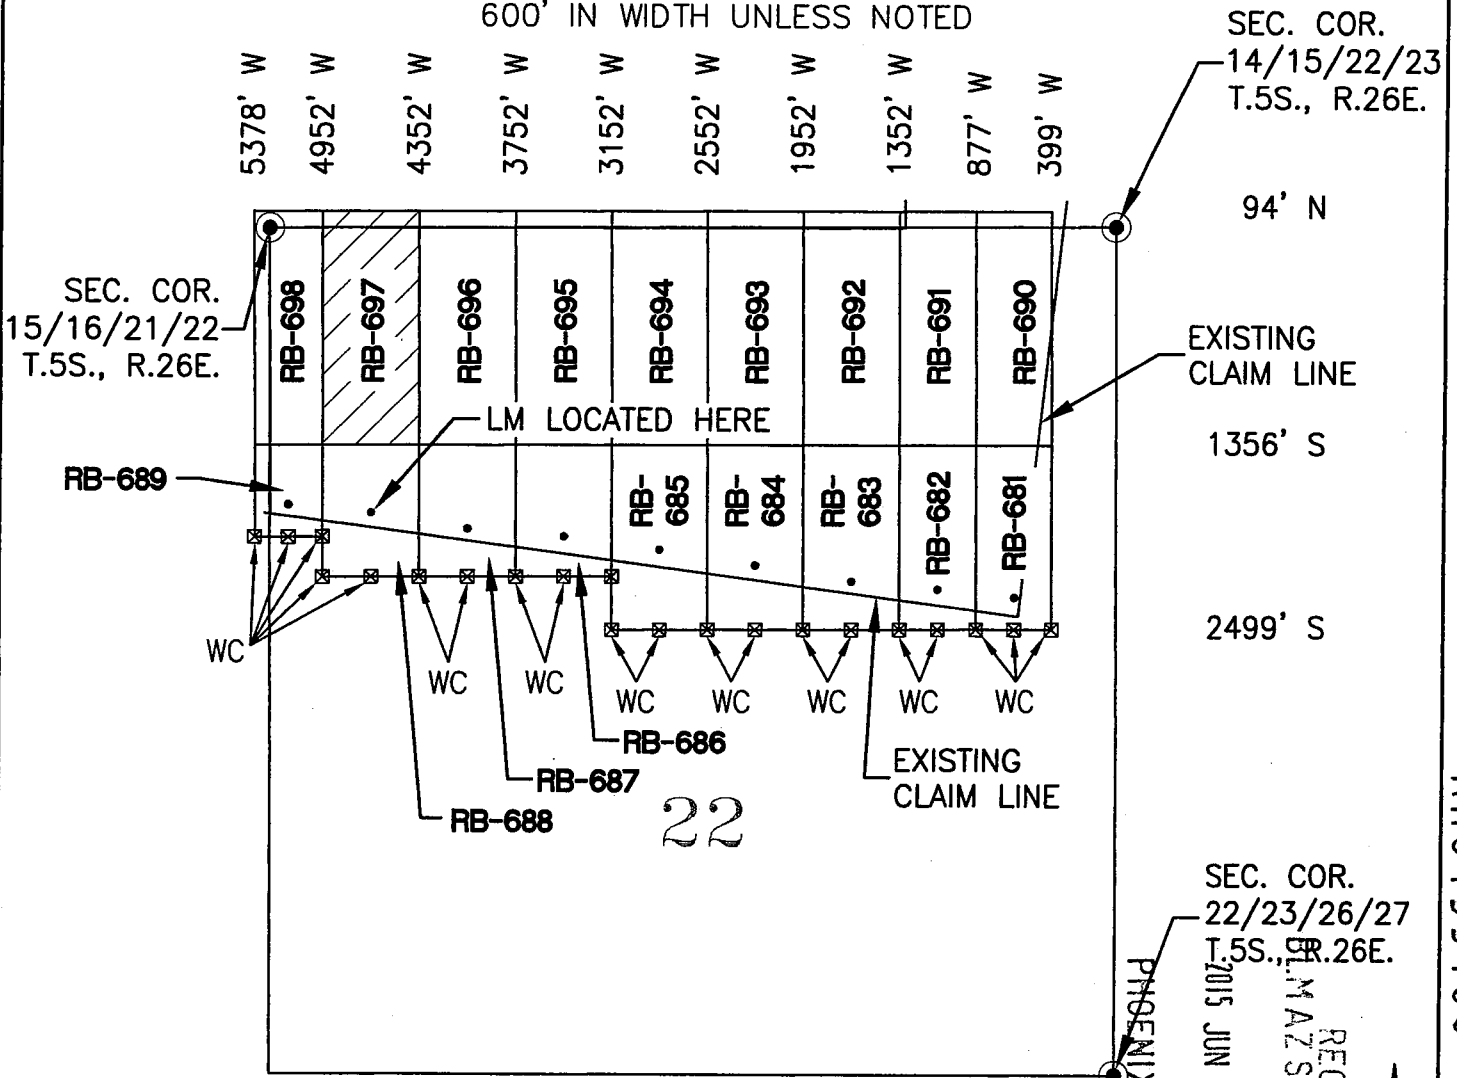 600' IN WIDTH UNLESS NOTED
5378' W
4952' W
4352' W
3752' W
3152' W
2552' W
1952' W
1352' W
877' W
399' W
SEC. COR.
14/15/22/23
T.5S., R.26E.
94' N
SEC. COR.
15/16/21/22
T.5S., R.26E.
RB-698
RB-697
RB-696
RB-695
RB-694
RB-693
RB-692
RB-691
RB-690
EXISTING
CLAIM LINE
LM LOCATED HERE
1356' S
RB-689
RB-
685
RB-
684
RB-
683
RB-682
RB-681
2499' S
WC
WC
WC
WC
WC
WC
WC
WC
RB-686
RB-687
RB-688
EXISTING
CLAIM LINE
22
SEC. COR.
22/23/26/27
T.5S., R.26E.
BLM AZ S
2015 JUN
PHOENIX